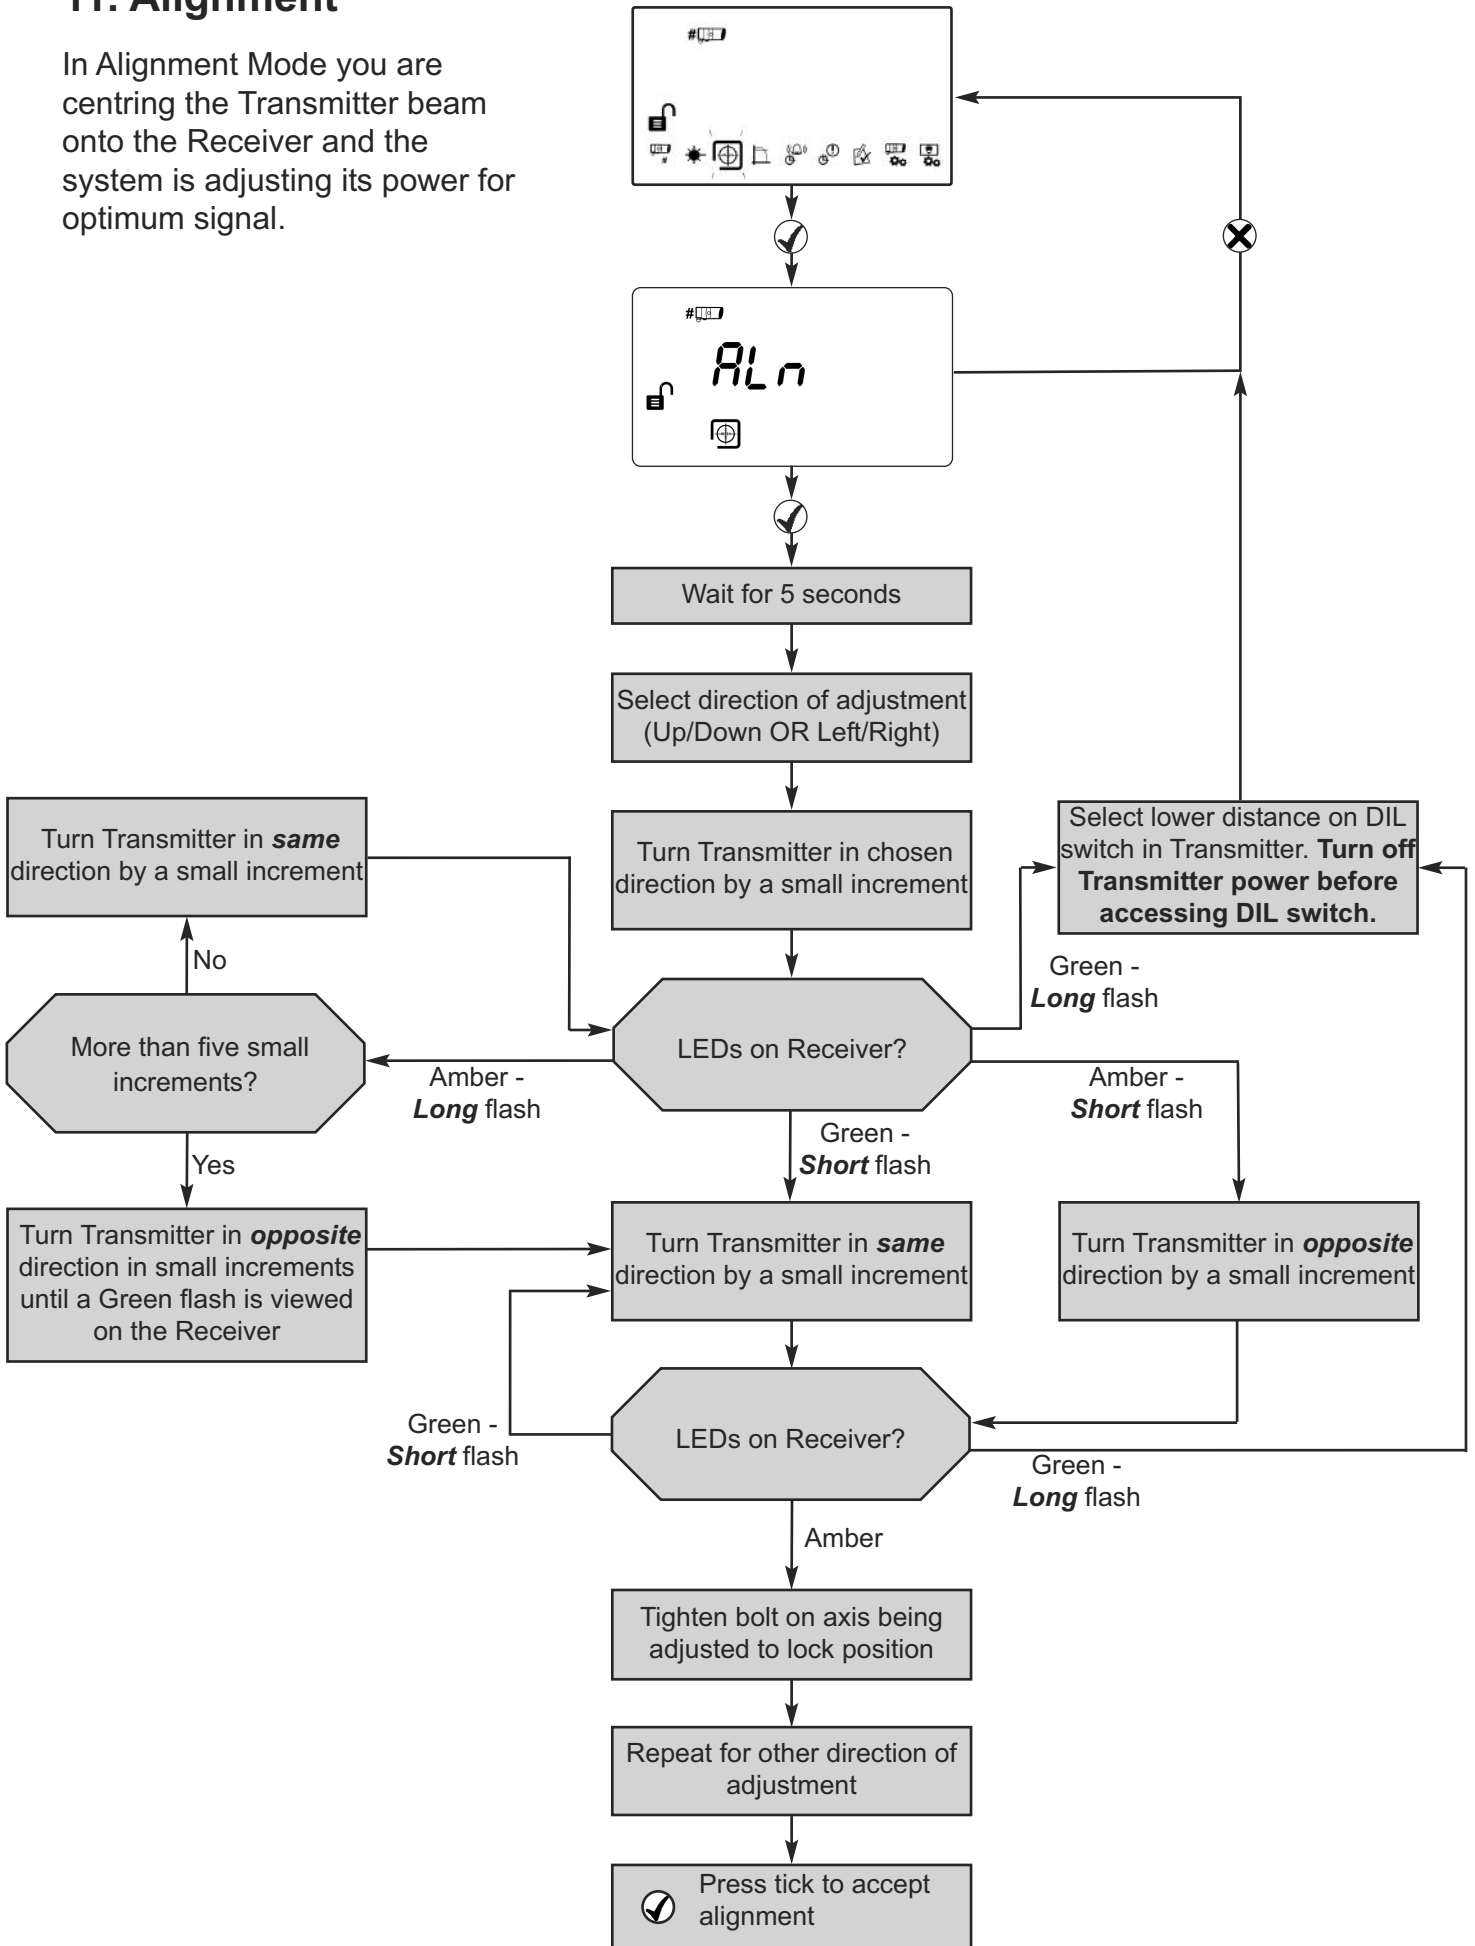 11. Alignment
In Alignment Mode you are
centring the Transmitter beam
onto the Receiver and the
system is adjusting its power for
optimum signal.
#
#
#
ALn
Wait for 5 seconds
Select direction of adjustment
(Up/Down OR Left/Right)
Turn Transmitter in same
direction by a small increment
Turn Transmitter in chosen
direction by a small increment
Select lower distance on DIL
switch in Transmitter. Turn off
Transmitter power before
accessing DIL switch.
No
Green -
Long flash
More than five small
increments?
LEDs on Receiver?
Amber -
Long flash
Amber -
Short flash
Green -
Short flash
Yes
Turn Transmitter in opposite
direction in small increments
until a Green flash is viewed
on the Receiver
Turn Transmitter in same
direction by a small increment
Turn Transmitter in opposite
direction by a small increment
Green -
Short flash
LEDs on Receiver?
Green -
Long flash
Amber
Tighten bolt on axis being
adjusted to lock position
Repeat for other direction of
adjustment
Press tick to accept
alignment